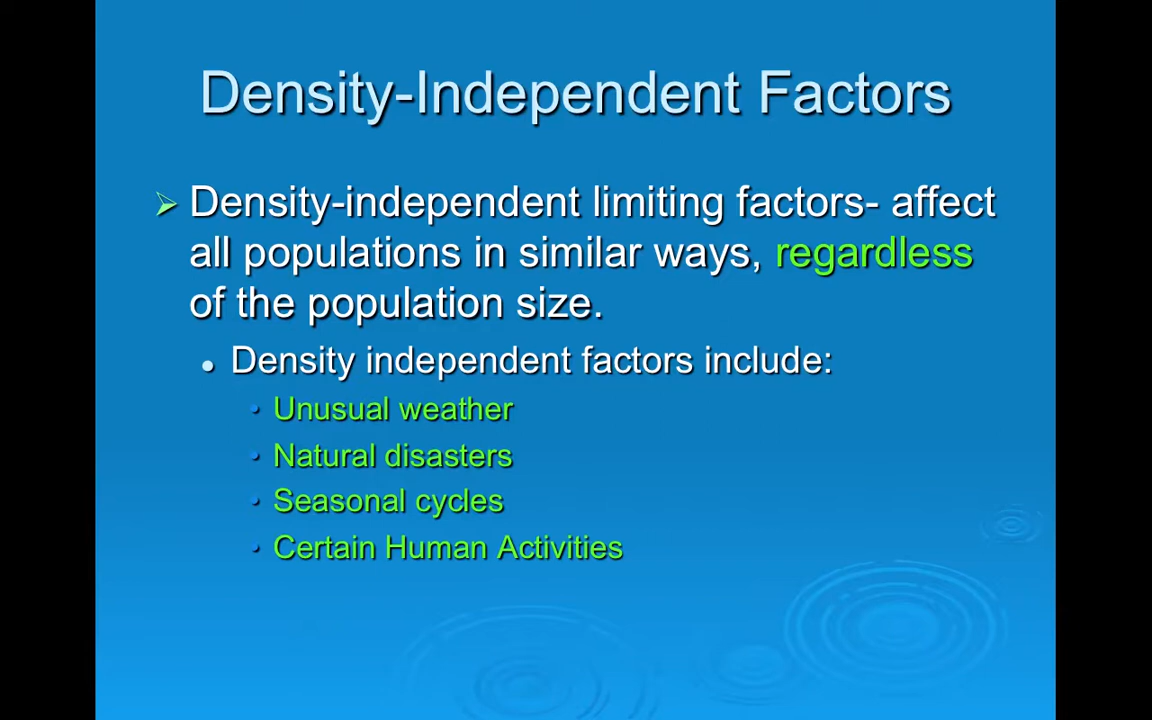 Density-Independent Factors
Density-independent limiting factors- affect
all populations in similar ways, regardless
of the population size.
Density independent factors include:
Unusual weather
Natural disasters
Seasonal cycles
Certain Human Activities